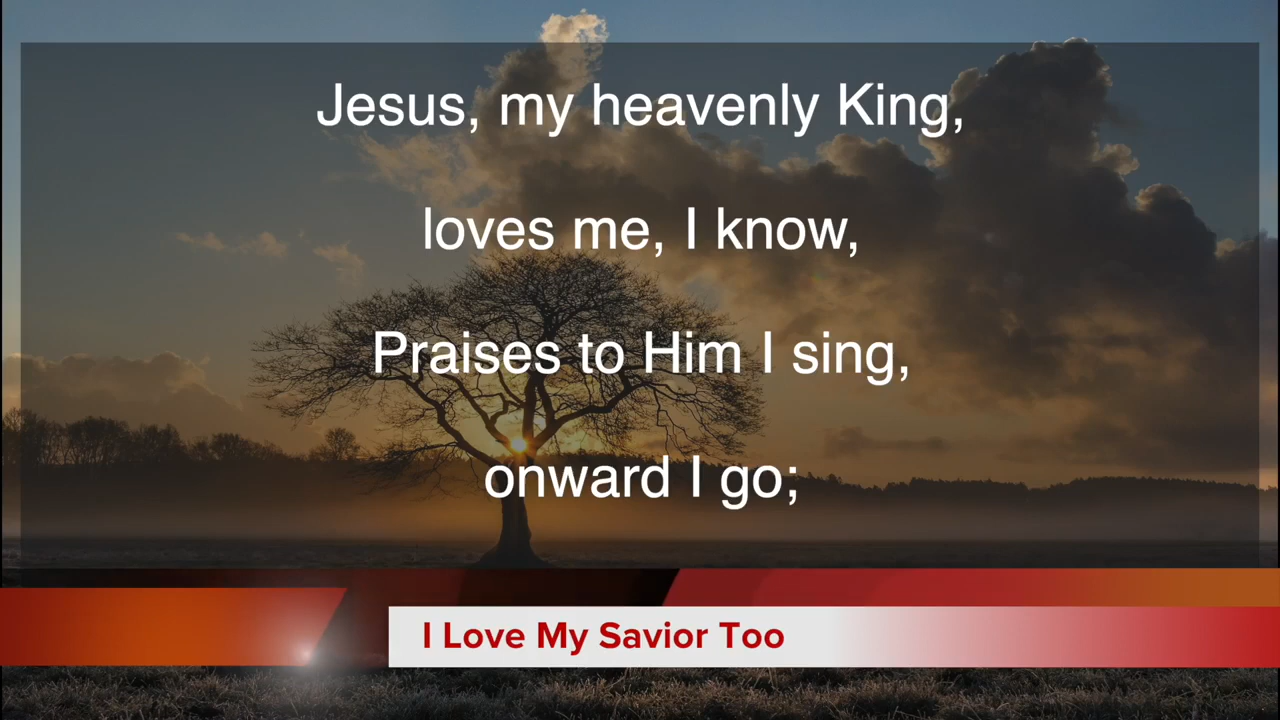 Jesus, my heavenly King,
loves me, I know,
Praises to Him I sing,
onward I go;
I Love My Savior Too